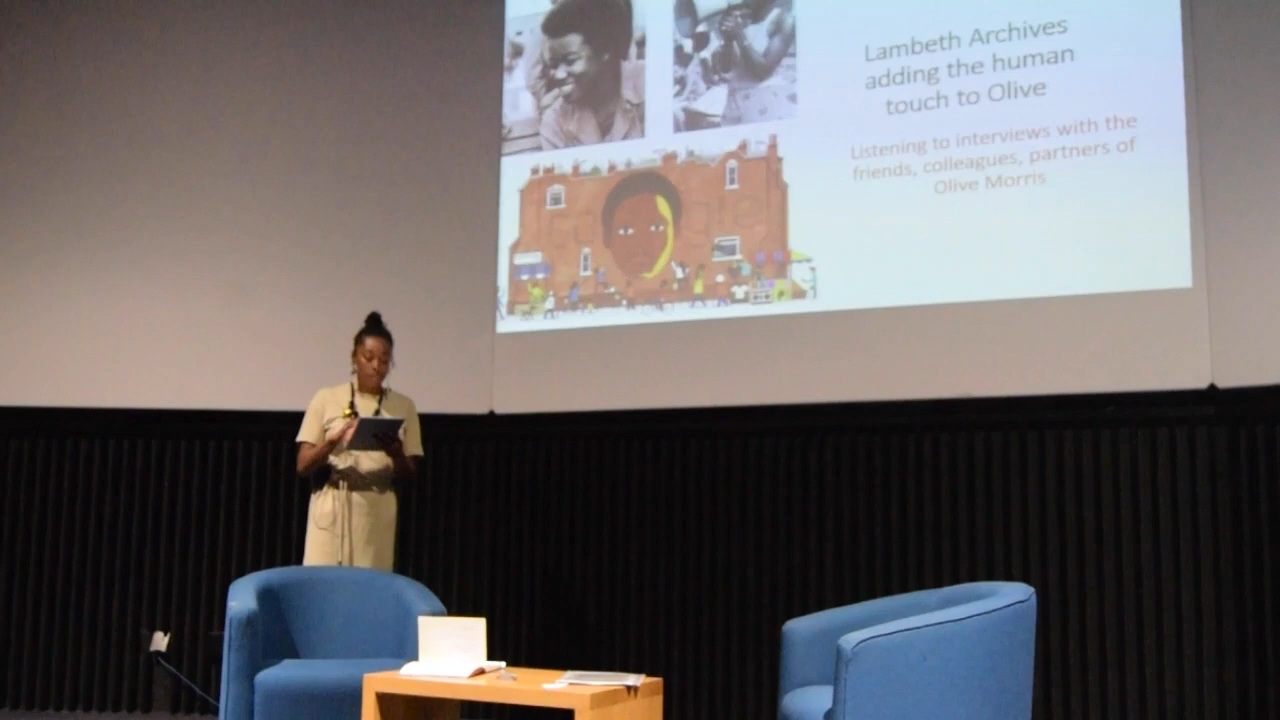 Lambeth Archives
adding the human
touch to Olive
Listening to interviews with the
friends, colleagues, partners of
Olive Morris